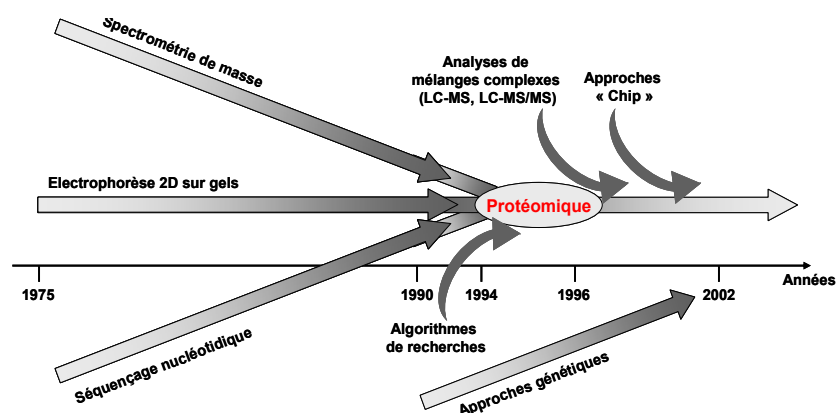 Spectrométrie de masse
Analyses de
mélanges complexes
(LC-MS, LC-MS/MS)
Approches
« Chip »
Electrophorèse 2D sur gels
Protéomique
Années
1975
1990
1994
1996
2002
Algorithmes
de recherches
Séquençage nucléotidique
Approches génétiques